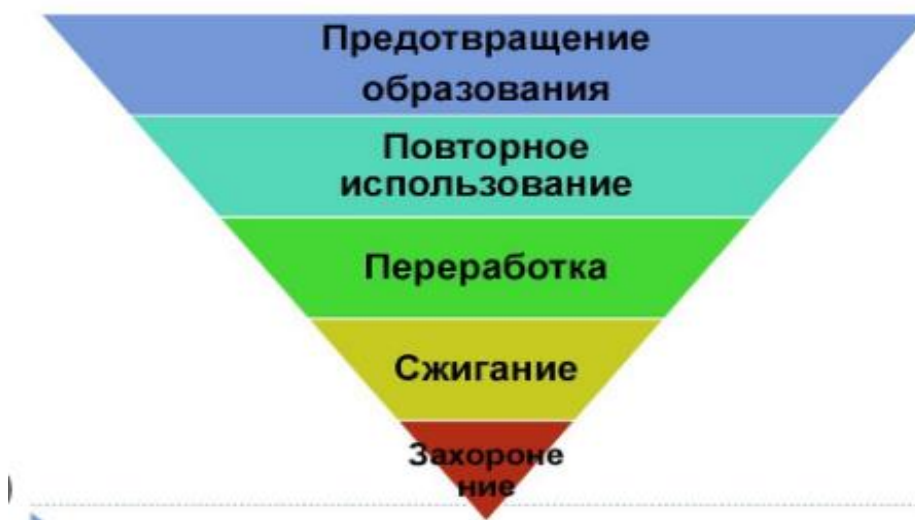 Предотвращение
образования
Повторное
использование
Переработка
Сжигание
Захороне
ние